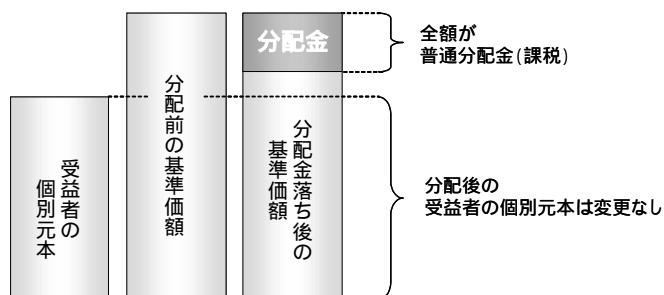 分配金
全額が
普通分配金(課税)
受益者の
個別元本
分配前の基準価額
分配金落ち後の
基準価額
分配後の
受益者の個別元本は変更なし